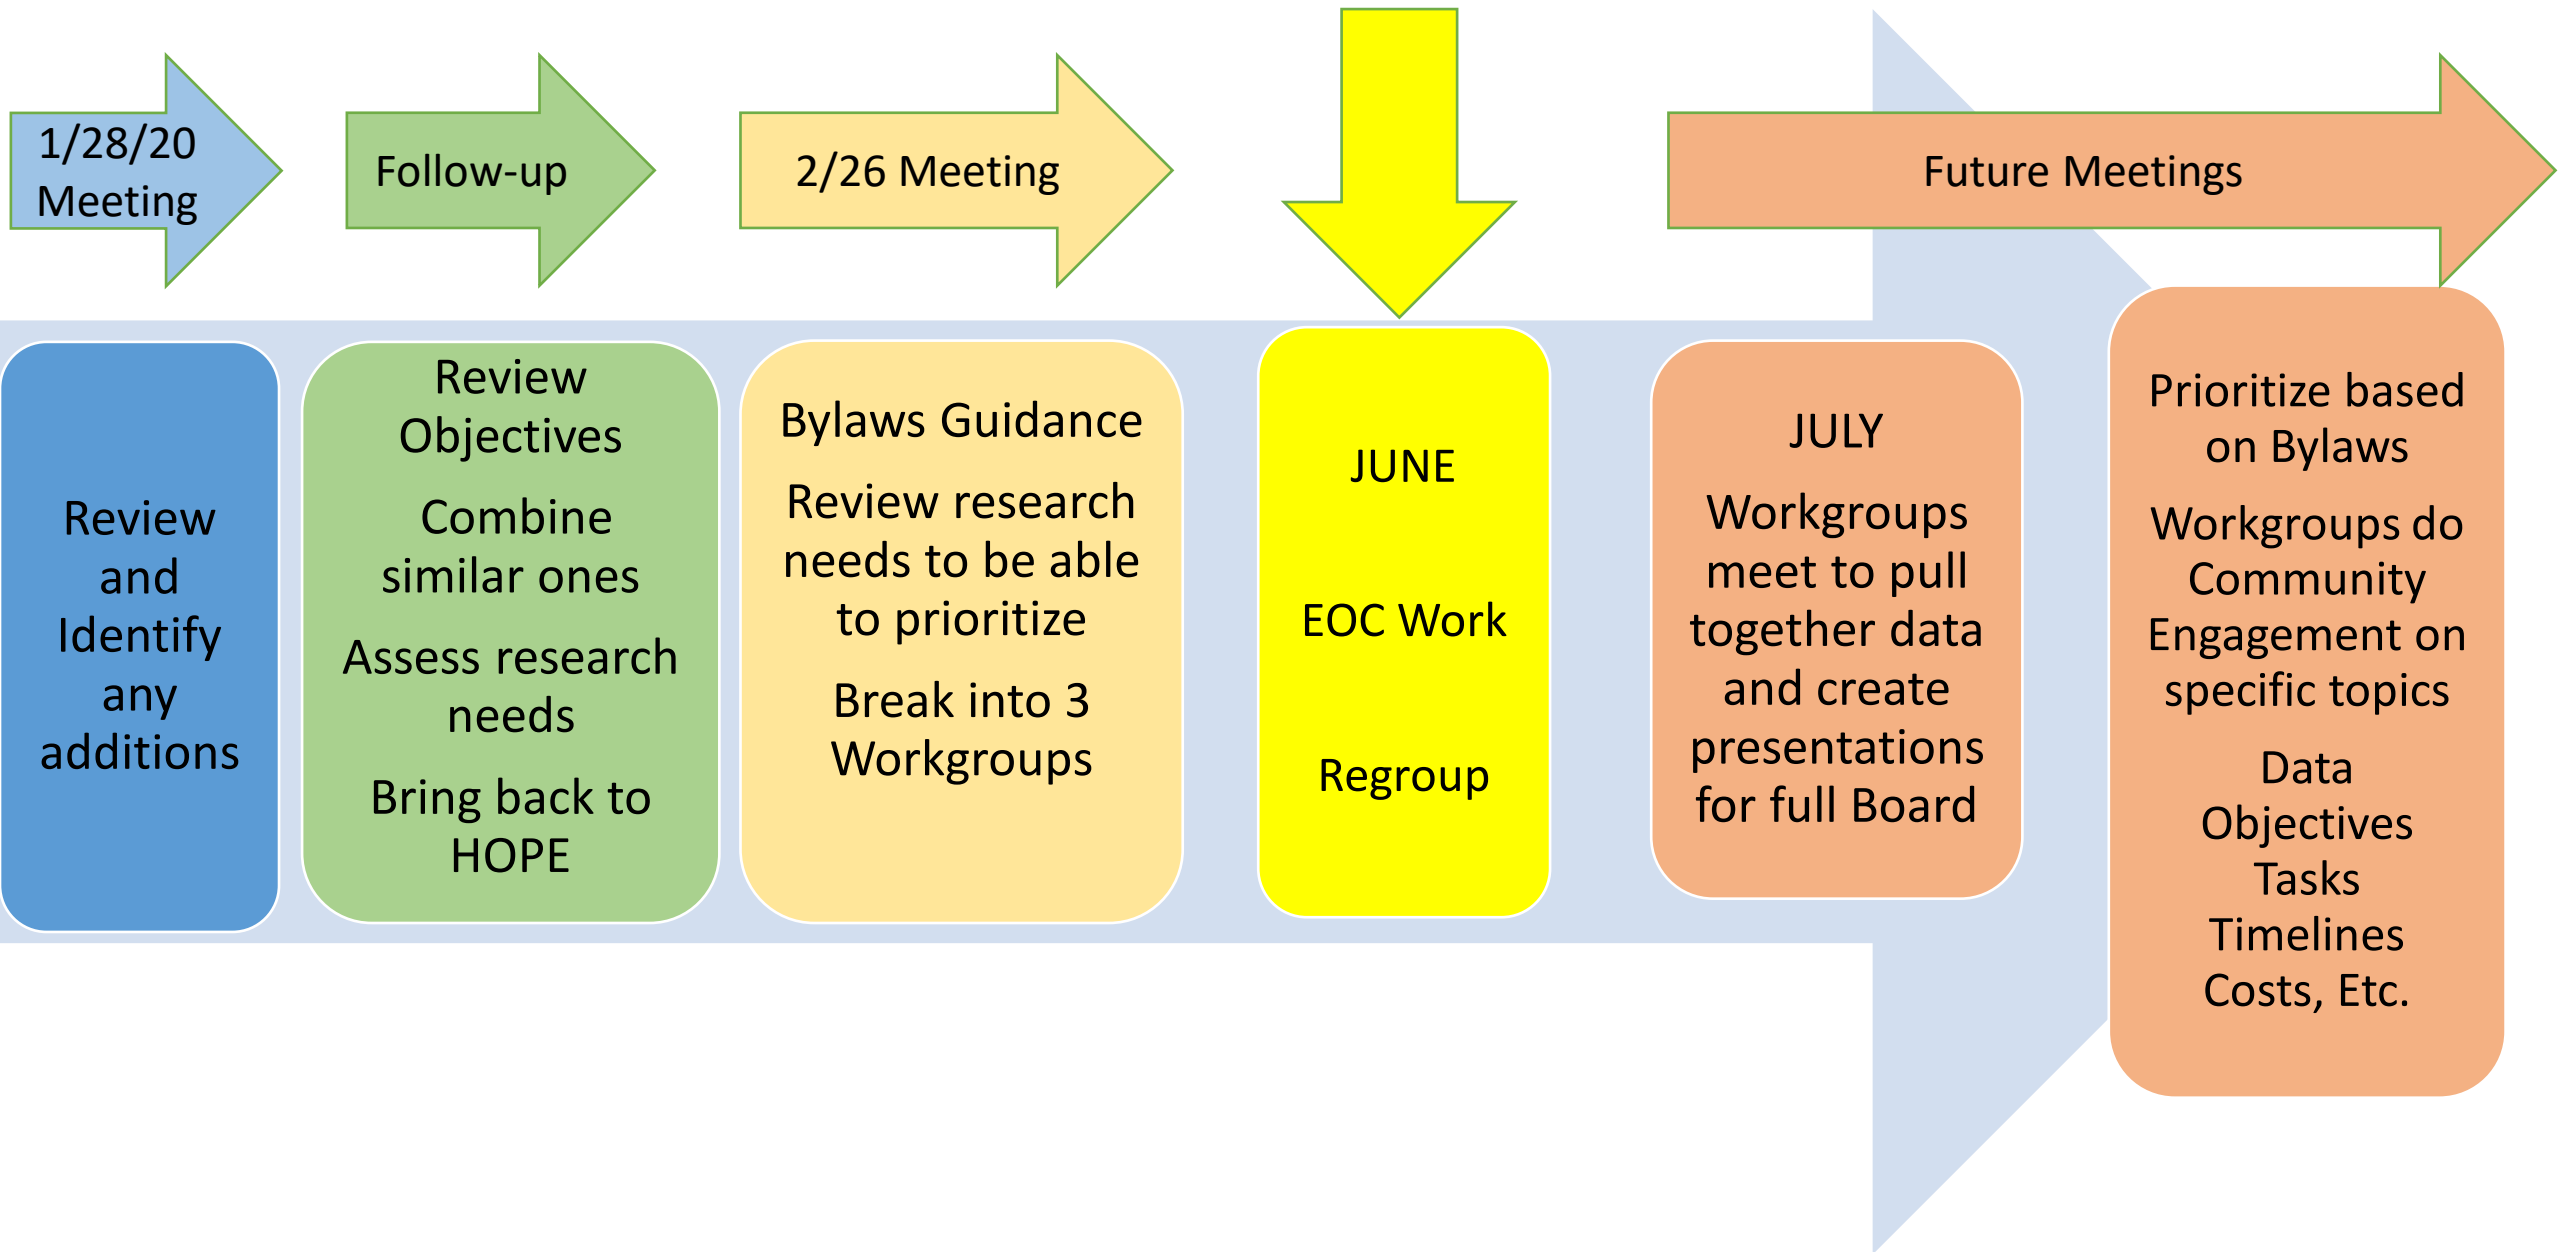 1/28/20
Meeting
Follow-up
2/26 Meeting
Future Meetings
Review
and
Identify
any
additions
Review
Objectives
Combine
similar ones
Assess research
needs
Bring back to
HOPE
Bylaws Guidance
Review research
needs to be able
to prioritize
Break into 3
Workgroups
JUNE
EOC Work
Regroup
JULY
Workgroups
meet to pull
together data
and create
presentations
for full Board
Prioritize based
on Bylaws
Workgroups do
Community
Engagement on
specific topics
Data
Objectives
Tasks
Timelines
Costs, Etc.